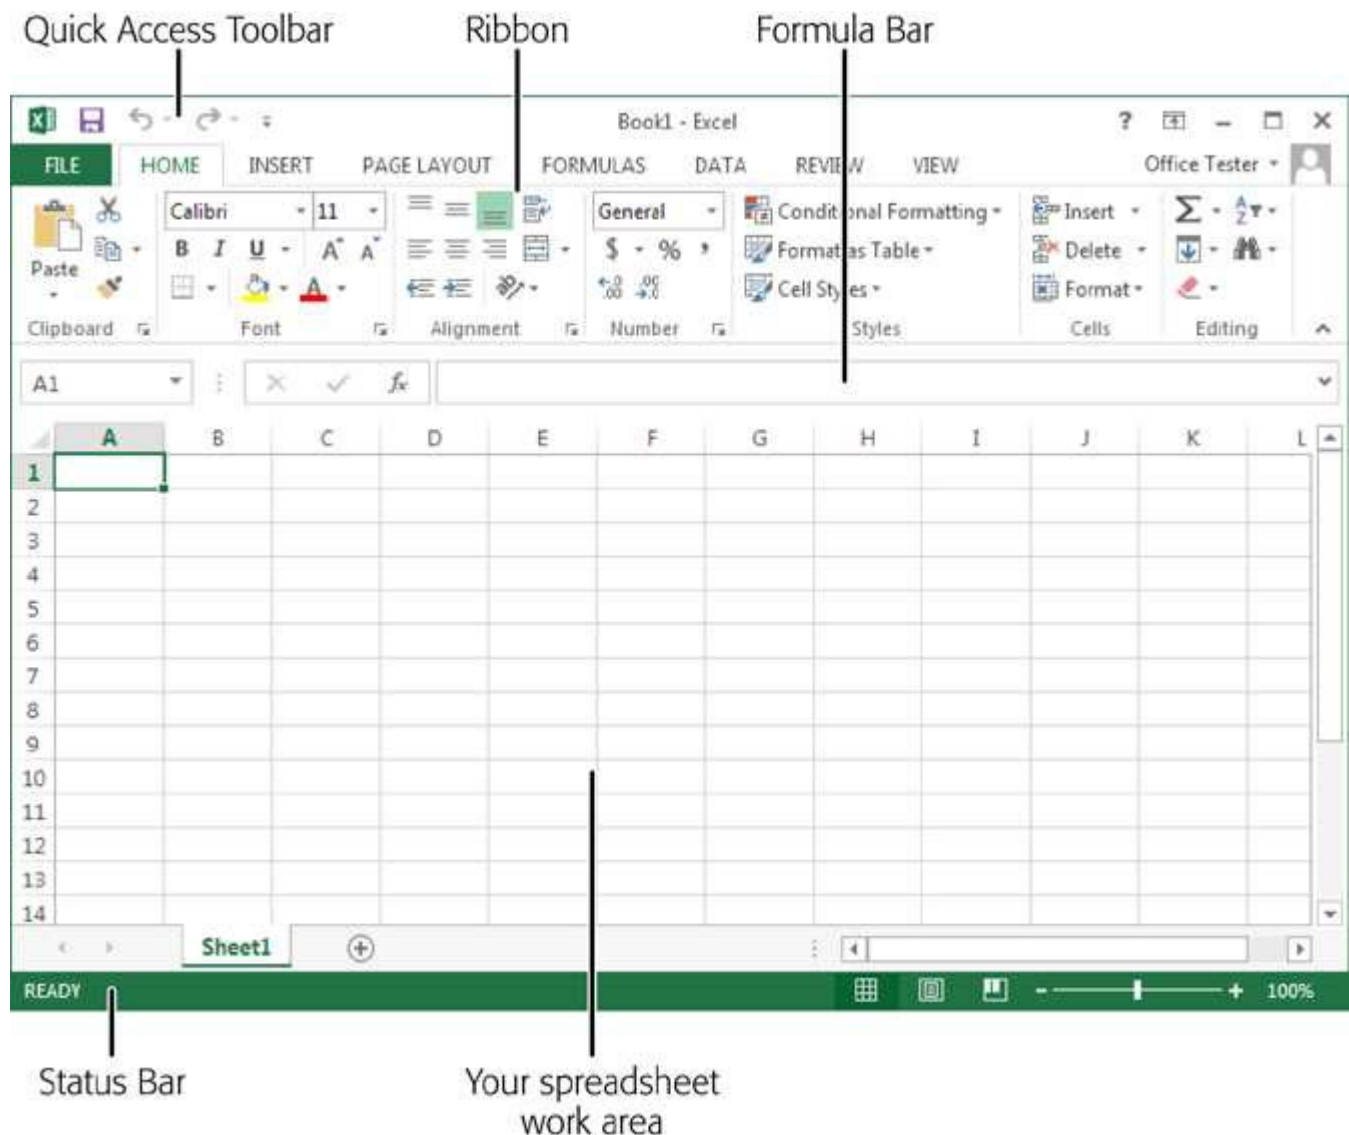 Quick Access Toolbar Ribbon Formula Bar
Book1 - Excel ?
FILE HOME INSERT PAGE LAYOUT FORMULAS DATA REVIEW VIEW Office Tester
Calibri 11 General Conditional Formatting Insert Σ A Z
B I U A A $ % , Format as Table Delete
Paste A .00 .0 Cell Styles Format
Clipboard Font Alignment Number Styles Cells Editing
A1 fx
A B C D E F G H I J K L
1
2
3
4
5
6
7
8
9
10
11
12
13
14
Sheet1
READY 100%
Status Bar Your spreadsheet
work area